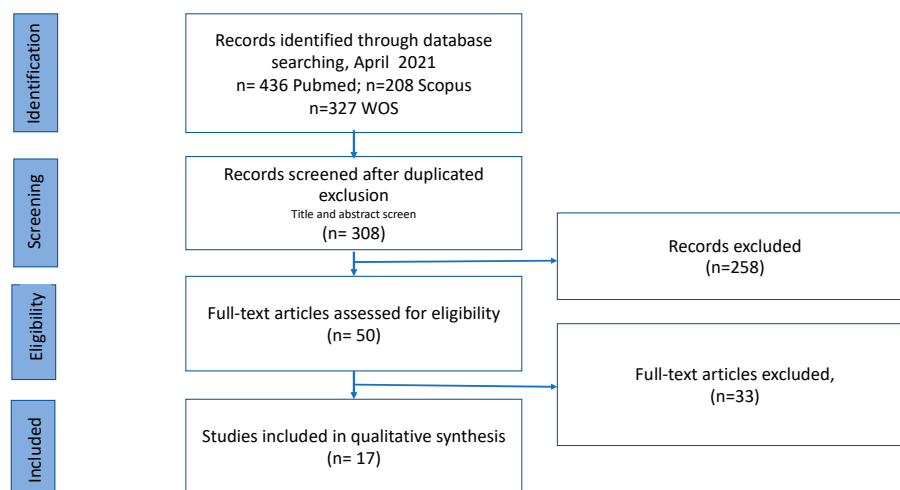 Identification
Records identified through database
searching, April 2021
n= 436 Pubmed; n=208 Scopus
n=327 WOS
Screening
Records screened after duplicated
exclusion
Title and abstract screen
(n= 308)
Records excluded
(n=258)
Eligibility
Full-text articles assessed for eligibility
(n= 50)
Full-text articles excluded,
(n=33)
Included
Studies included in qualitative synthesis
(n= 17)